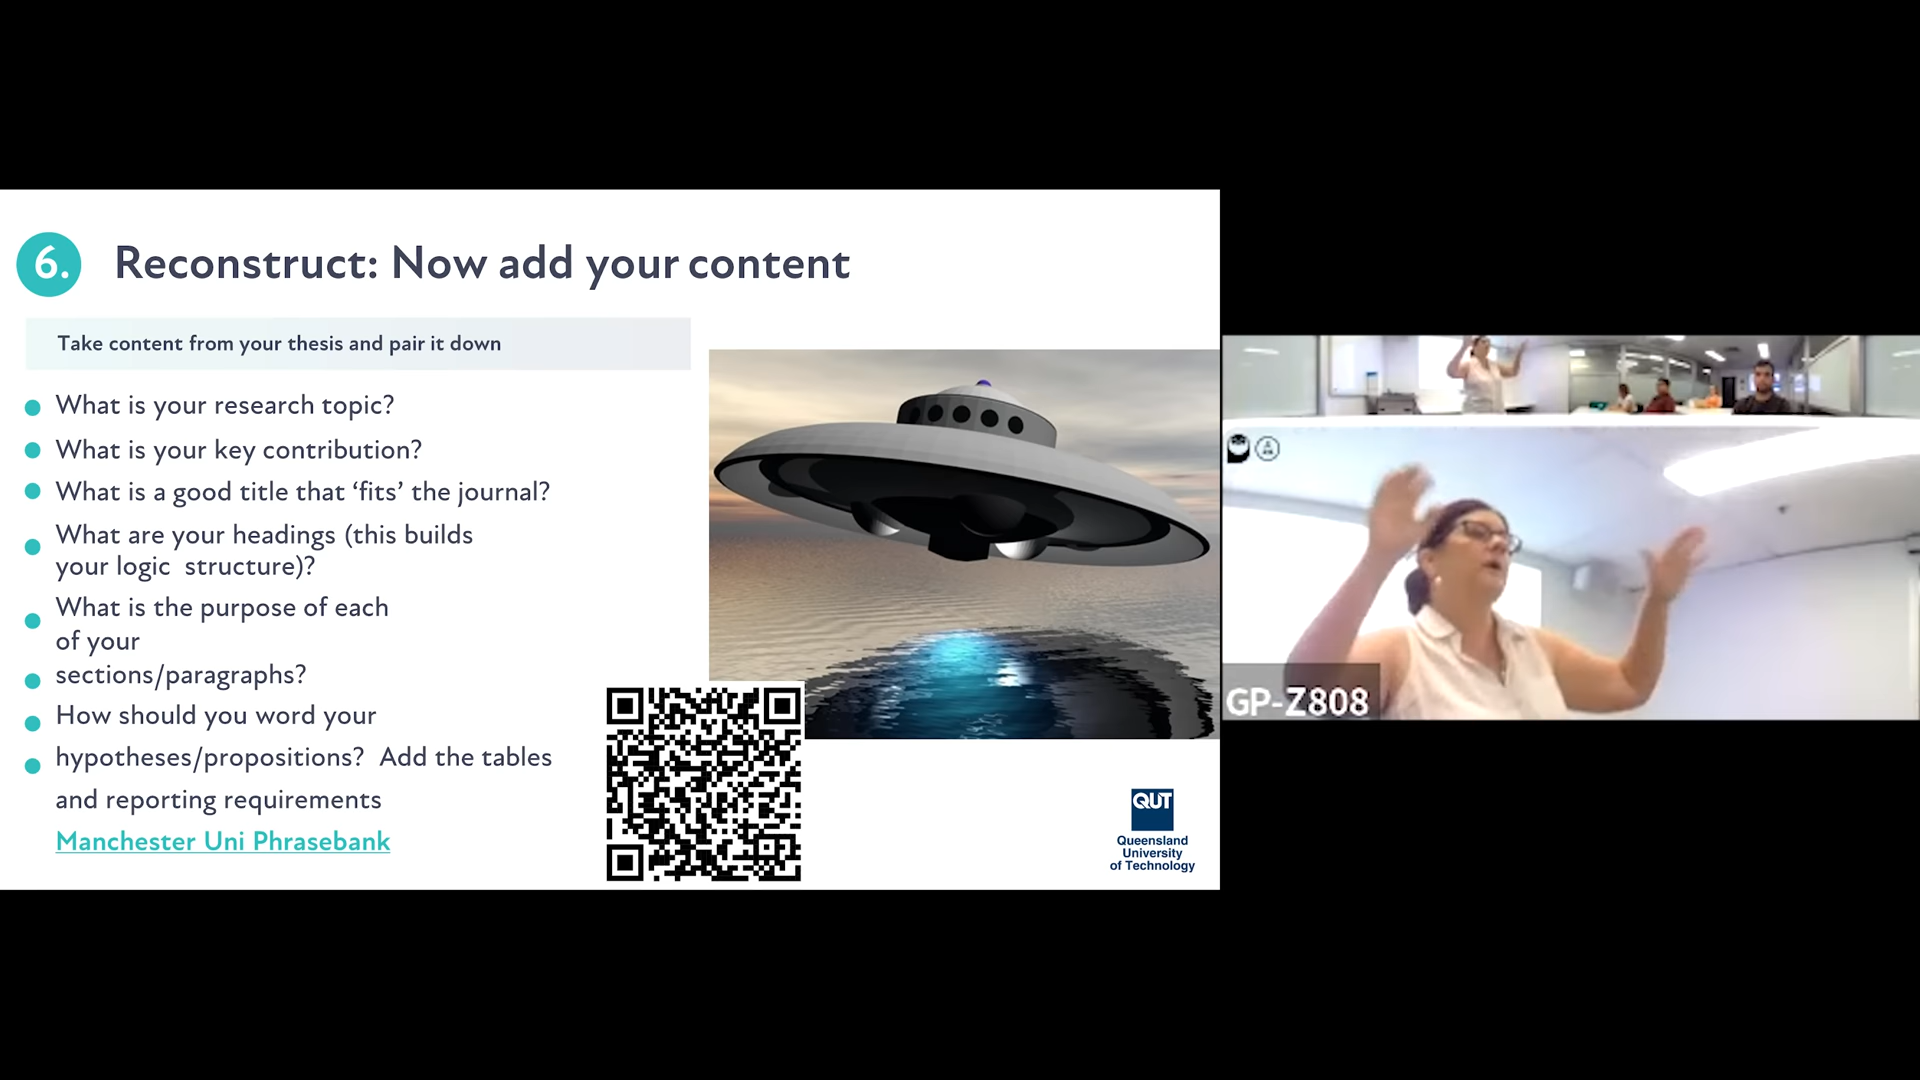 6. Reconstruct: Now add your content
Take content from your thesis and pair it down
What is your research topic?
What is your key contribution?
What is a good title that ‘fits’ the journal?
What are your headings (this builds
your logic structure)?
What is the purpose of each
of your
sections/paragraphs?
How should you word your
hypotheses/propositions? Add the tables
and reporting requirements
Manchester Uni Phrasebank
QUT
Queensland
University
of Technology
GP-Z808